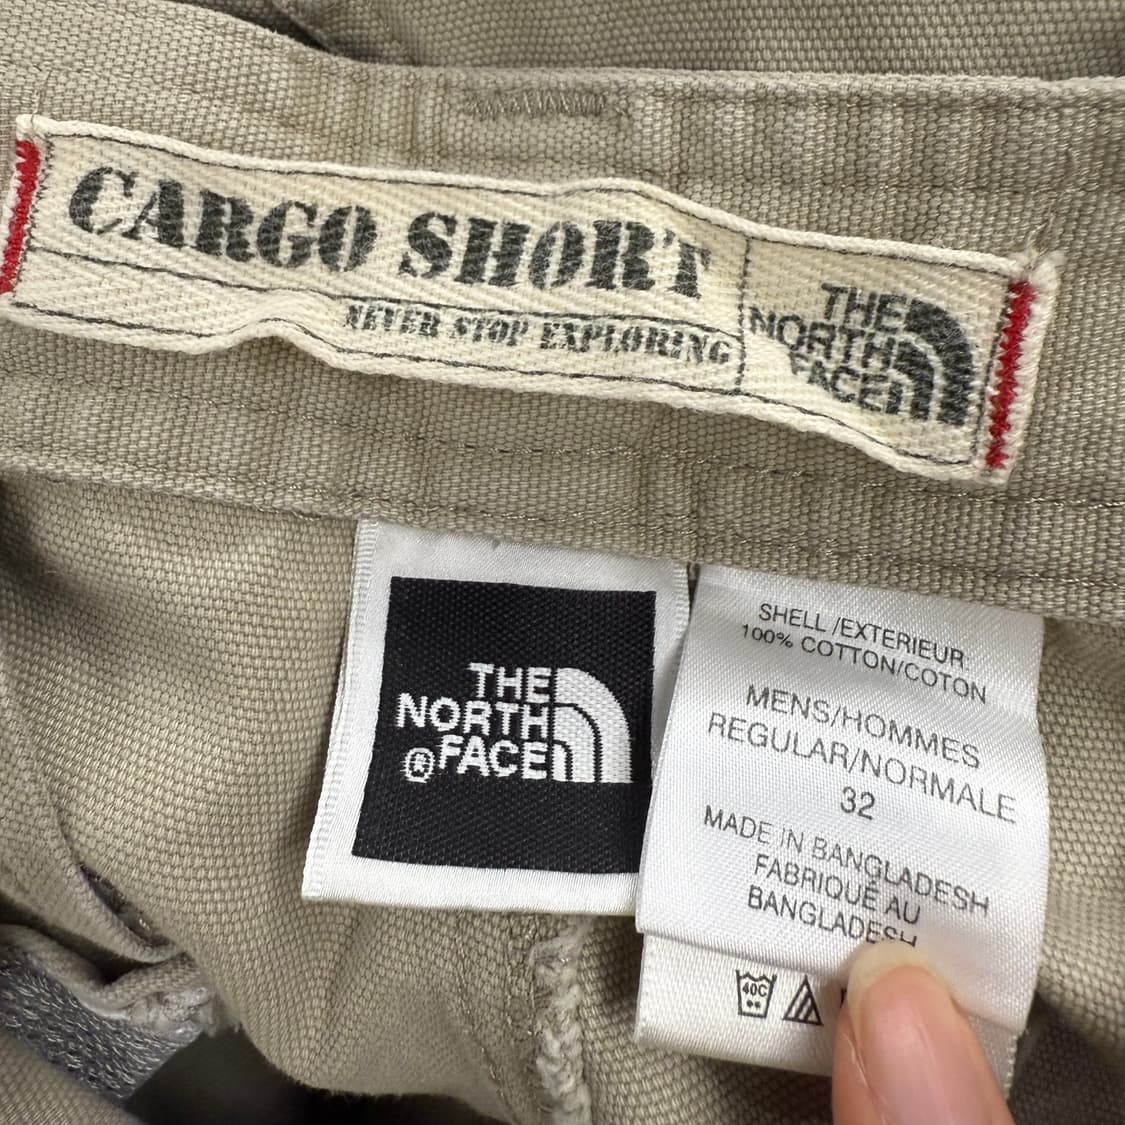 CARGO SHORT
NEVER STOP EXPLORING
THE
NORTH
FACE
THE
NORTH
®FACE
SHELL/EXTERIEUR:
100% COTTON/COTON
MENS/HOMMES
REGULAR/NORMALE
32
MADE IN BANGLADESH
FABRIQUÉ AU
BANGLADESH
40C